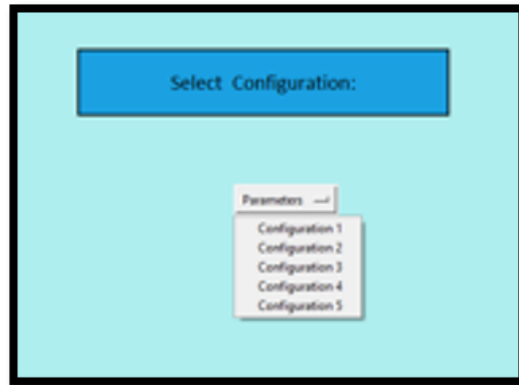 Select Configuration:
Parameters
Configuration 1
Configuration 2
Configuration 3
Configuration 4
Configuration 5